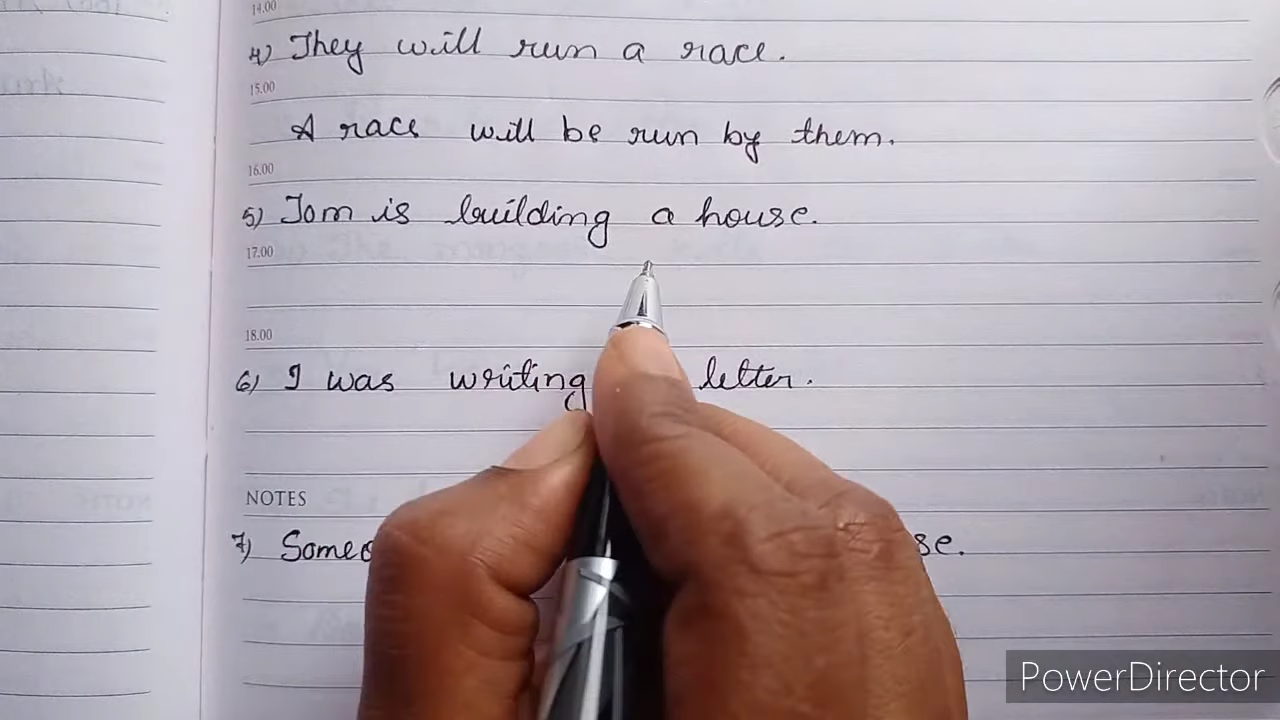 14.00
4) They will run a race.
15.00
A race will be run by them.
16.00
5) Tom is building a house.
17.00
18.00
6) I was writing letter.
NOTES
7)
PowerDirector